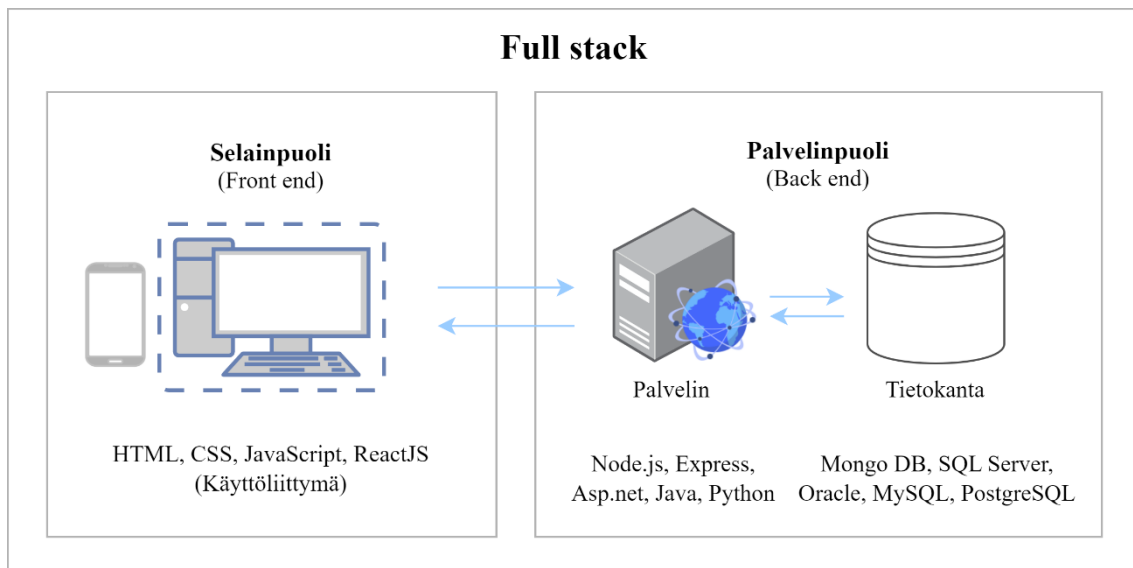 Full stack
Selainpuoli
(Front end)
HTML, CSS, JavaScript, ReactJS
(Käyttöliittymä)
Palvelinpuoli
(Back end)
Palvelin
Tietokanta
Node.js, Express,
Asp.net, Java, Python
Mongo DB, SQL Server,
Oracle, MySQL, PostgreSQL